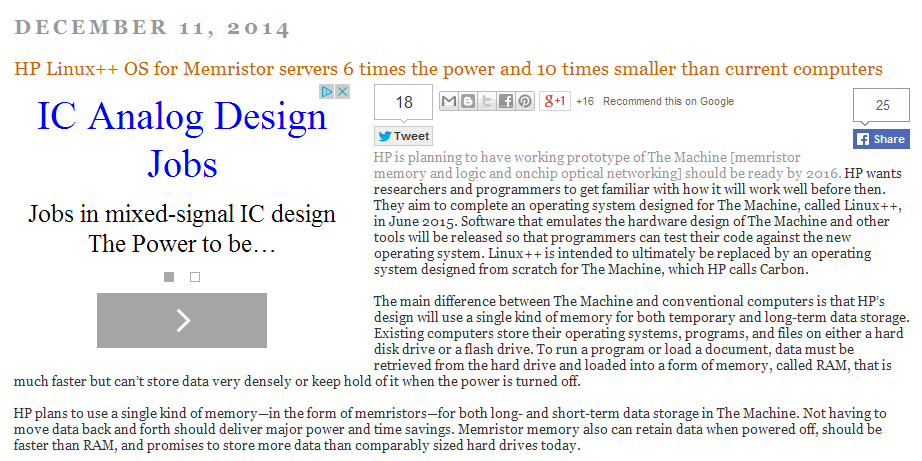 DECEMBER 11, 2014
HP Linux++ OS for Memristor servers 6 times the power and 10 times smaller than current computers
IC Analog Design
Jobs
Jobs in mixed-signal IC design
The Power to be…
18
Tweet
g+1
+16 Recommend this on Google
25
Share
HP is planning to have working prototype of The Machine [memristor
memory and logic and onchip optical networking] should be ready by 2016. HP wants
researchers and programmers to get familiar with how it will work well before then.
They aim to complete an operating system designed for The Machine, called Linux++,
in June 2015. Software that emulates the hardware design of The Machine and other
tools will be released so that programmers can test their code against the new
operating system. Linux++ is intended to ultimately be replaced by an operating
system designed from scratch for The Machine, which HP calls Carbon.
The main difference between The Machine and conventional computers is that HP's
design will use a single kind of memory for both temporary and long-term data storage.
Existing computers store their operating systems, programs, and files on either a hard
disk drive or a flash drive. To run a program or load a document, data must be
retrieved from the hard drive and loaded into a form of memory, called RAM, that is
much faster but can't store data very densely or keep hold of it when the power is turned off.
HP plans to use a single kind of memory—in the form of memristors—for both long- and short-term data storage in The Machine. Not having to
move data back and forth should deliver major power and time savings. Memristor memory also can retain data when powered off, should be
faster than RAM, and promises to store more data than comparably sized hard drives today.